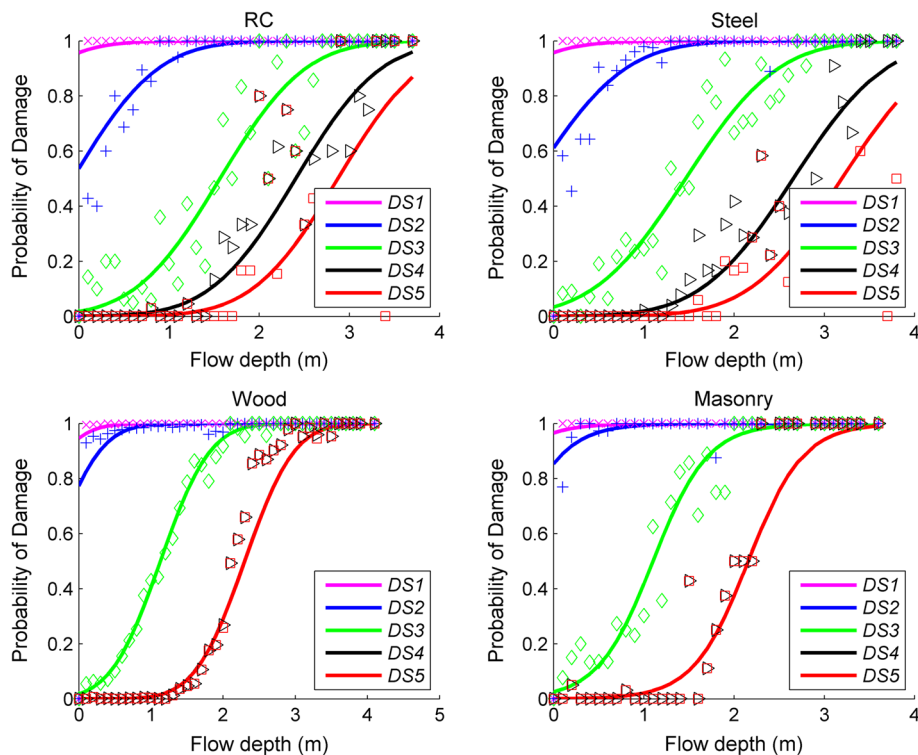 RC
Probability of Damage
1
0.8
0.6
0.4
0.2
0
0 1 2 3 4
Flow depth (m)
DS1
DS2
DS3
DS4
DS5
Steel
Probability of Damage
1
0.8
0.6
0.4
0.2
0
0 1 2 3 4
Flow depth (m)
DS1
DS2
DS3
DS4
DS5
Wood
Probability of Damage
1
0.8
0.6
0.4
0.2
0
0 1 2 3 4 5
Flow depth (m)
DS1
DS2
DS3
DS4
DS5
Masonry
Probability of Damage
1
0.8
0.6
0.4
0.2
0
0 1 2 3 4
Flow depth (m)
DS1
DS2
DS3
DS4
DS5